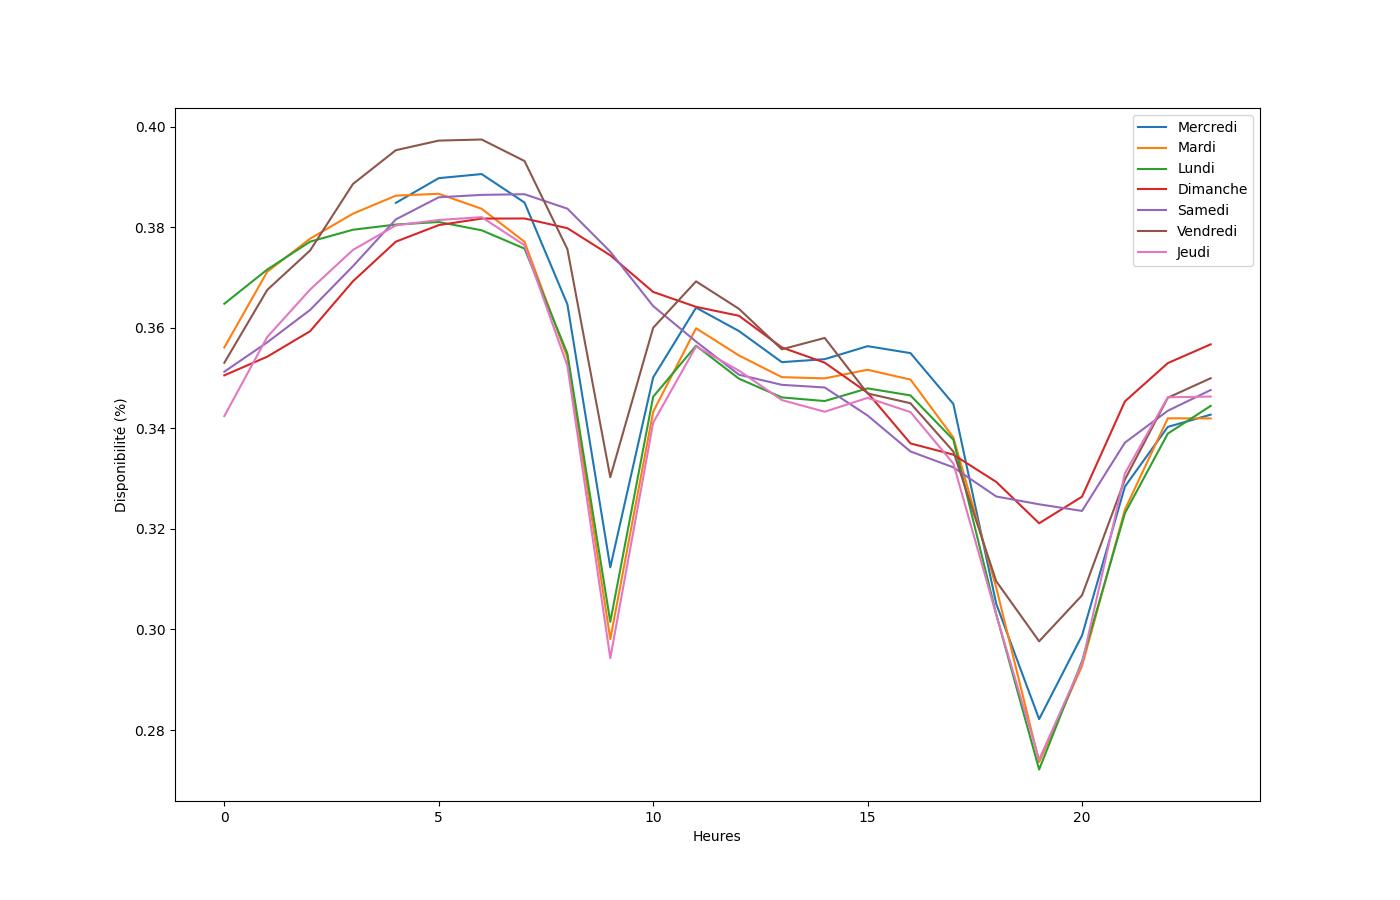 0.40
0.38
0.36
0.34
0.32
0.30
0.28
Disponibilité (%)
0 5 10 15 20
Heures
Mercredi
Mardi
Lundi
Dimanche
Samedi
Vendredi
Jeudi